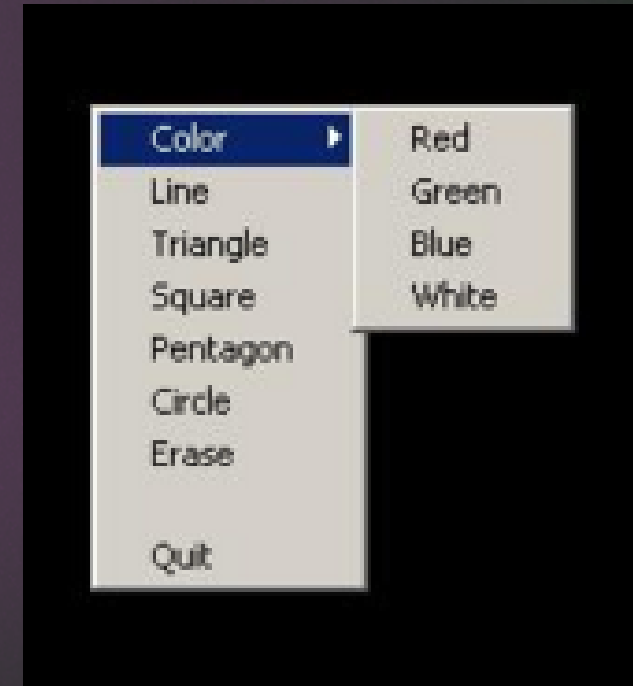 Color
Line
Triangle
Square
Pentagon
Circle
Erase
Quit
Red
Green
Blue
White